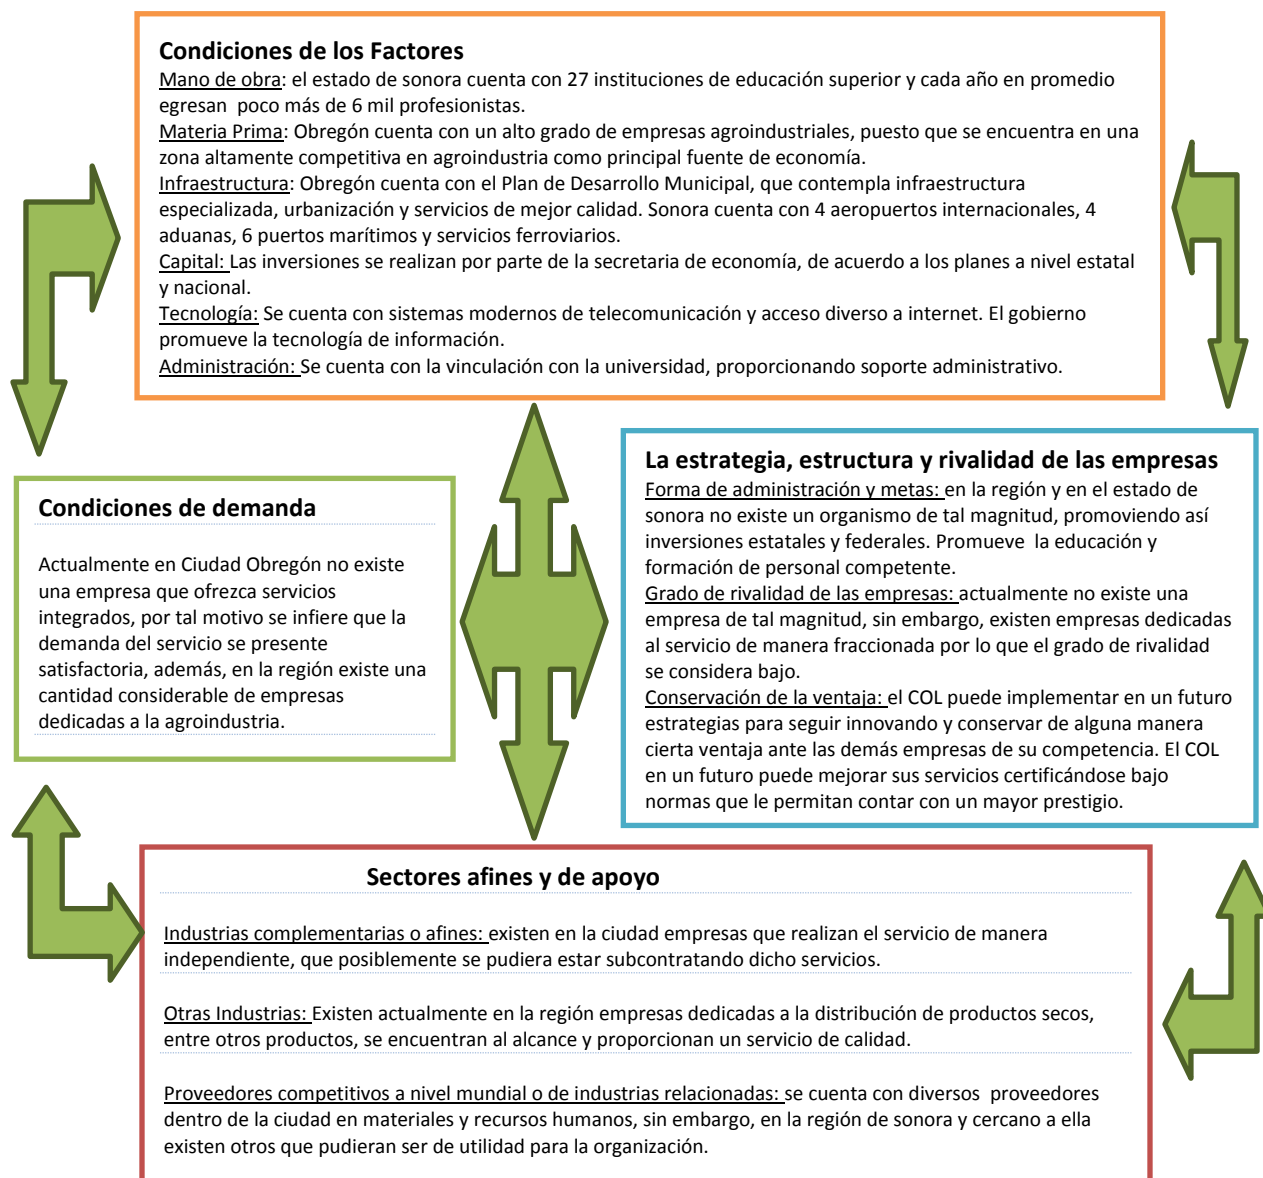 Condiciones de los Factores
Mano de obra: el estado de sonora cuenta con 27 instituciones de educación superior y cada año en promedio
egresan poco más de 6 mil profesionistas.
Materia Prima: Obregón cuenta con un alto grado de empresas agroindustriales, puesto que se encuentra en una
zona altamente competitiva en agroindustria como principal fuente de economía.
Infraestructura: Obregón cuenta con el Plan de Desarrollo Municipal, que contempla infraestructura
especializada, urbanización y servicios de mejor calidad. Sonora cuenta con 4 aeropuertos internacionales, 4
aduanas, 6 puertos marítimos y servicios ferroviarios.
Capital: Las inversiones se realizan por parte de la secretaria de economía, de acuerdo a los planes a nivel estatal
y nacional.
Tecnología: Se cuenta con sistemas modernos de telecomunicación y acceso diverso a internet. El gobierno
promueve la tecnología de información.
Administración: Se cuenta con la vinculación con la universidad, proporcionando soporte administrativo.
Condiciones de demanda
Actualmente en Ciudad Obregón no existe
una empresa que ofrezca servicios
integrados, por tal motivo se infiere que la
demanda del servicio se presente
satisfactoria, además, en la región existe una
cantidad considerable de empresas
dedicadas a la agroindustria.
La estrategia, estructura y rivalidad de las empresas
Forma de administración y metas: en la región y en el estado de
sonora no existe un organismo de tal magnitud, promoviendo así
inversiones estatales y federales. Promueve la educación y
formación de personal competente.
Grado de rivalidad de las empresas: actualmente no existe una
empresa de tal magnitud, sin embargo, existen empresas dedicadas
al servicio de manera fraccionada por lo que el grado de rivalidad
se considera bajo.
Conservación de la ventaja: el COL puede implementar en un futuro
estrategias para seguir innovando y conservar de alguna manera
cierta ventaja ante las demás empresas de su competencia. El COL
en un futuro puede mejorar sus servicios certificándose bajo
normas que le permitan contar con un mayor prestigio.
Sectores afines y de apoyo
Industrias complementarias o afines: existen en la ciudad empresas que realizan el servicio de manera
independiente, que posiblemente se pudiera estar subcontratando dicho servicios.
Otras Industrias: Existen actualmente en la región empresas dedicadas a la distribución de productos secos,
entre otros productos, se encuentran al alcance y proporcionan un servicio de calidad.
Proveedores competitivos a nivel mundial o de industrias relacionadas: se cuenta con diversos proveedores
dentro de la ciudad en materiales y recursos humanos, sin embargo, en la región de sonora y cercano a ella
existen otros que pudieran ser de utilidad para la organización.